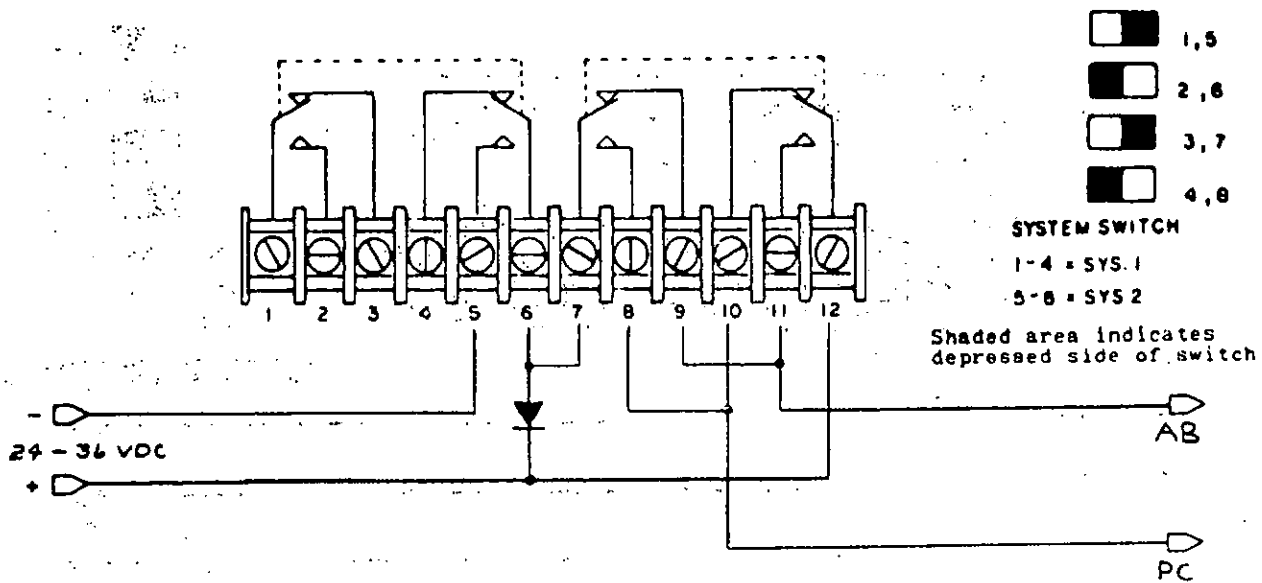 1,5
2,6
3,7
4,8
SYSTEM SWITCH
1-4 = SYS. 1
5-8 = SYS 2
Shaded area indicates
depressed side of switch
1 2 3 4 5 6 7 8 9 10 11 12
-
24 - 36 VDC
+
AB
PC